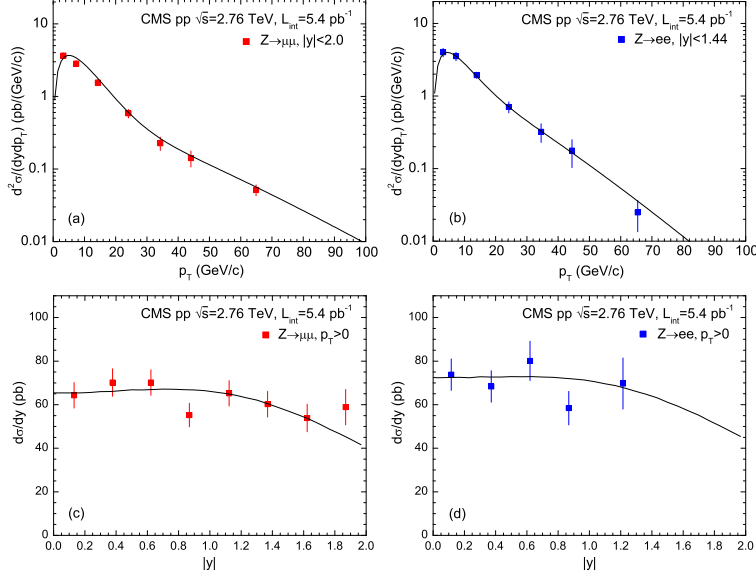 (a)
CMS pp √s=2.76 TeV, L_int=5.4 pb⁻¹
Z→μμ, |y|<2.0
d²σ/(dydp_T) (pb/(GeV/c))
10
1
0.1
0.01
0 10 20 30 40 50 60 70 80 90 100
p_T (GeV/c)
(b)
CMS pp √s=2.76 TeV, L_int=5.4 pb⁻¹
Z→ee, |y|<1.44
d²σ/(dydp_T) (pb/(GeV/c))
10
1
0.1
0.01
0 10 20 30 40 50 60 70 80 90 100
p_T (GeV/c)
CMS pp √s=2.76 TeV, L_int=5.4 pb⁻¹
Z→μμ, p_T>0
dσ/dy (pb)
100
80
60
40
20
0
(c)
0.0 0.2 0.4 0.6 0.8 1.0 1.2 1.4 1.6 1.8 2.0
|y|
CMS pp √s=2.76 TeV, L_int=5.4 pb⁻¹
Z→ee, p_T>0
dσ/dy (pb)
100
80
60
40
20
0
(d)
0.0 0.2 0.4 0.6 0.8 1.0 1.2 1.4 1.6 1.8 2.0
|y|